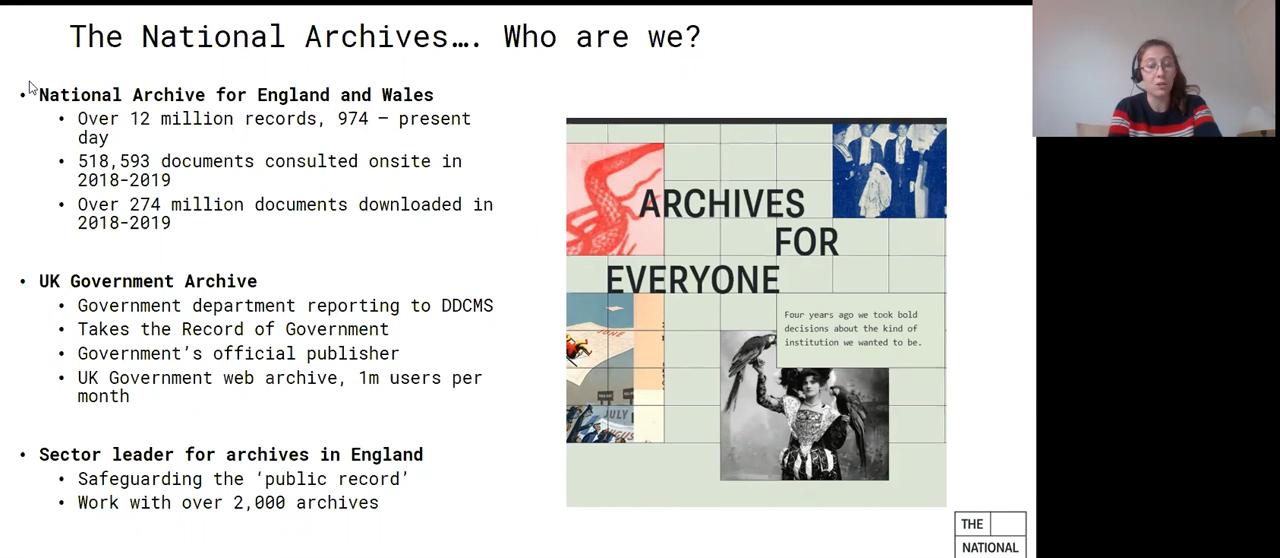 The National Archives…. Who are we?
• National Archive for England and Wales
• Over 12 million records, 974 – present
day
• 518,593 documents consulted onsite in
2018-2019
• Over 274 million documents downloaded in
2018-2019
• UK Government Archive
• Government department reporting to DDCMS
• Takes the Record of Government
• Government’s official publisher
• UK Government web archive, 1m users per
month
• Sector leader for archives in England
• Safeguarding the ‘public record’
• Work with over 2,000 archives
ARCHIVES
FOR
EVERYONE
Four years ago we took bold
decisions about the kind of
institution we wanted to be.
JUNE
JULY
THE
NATIONAL